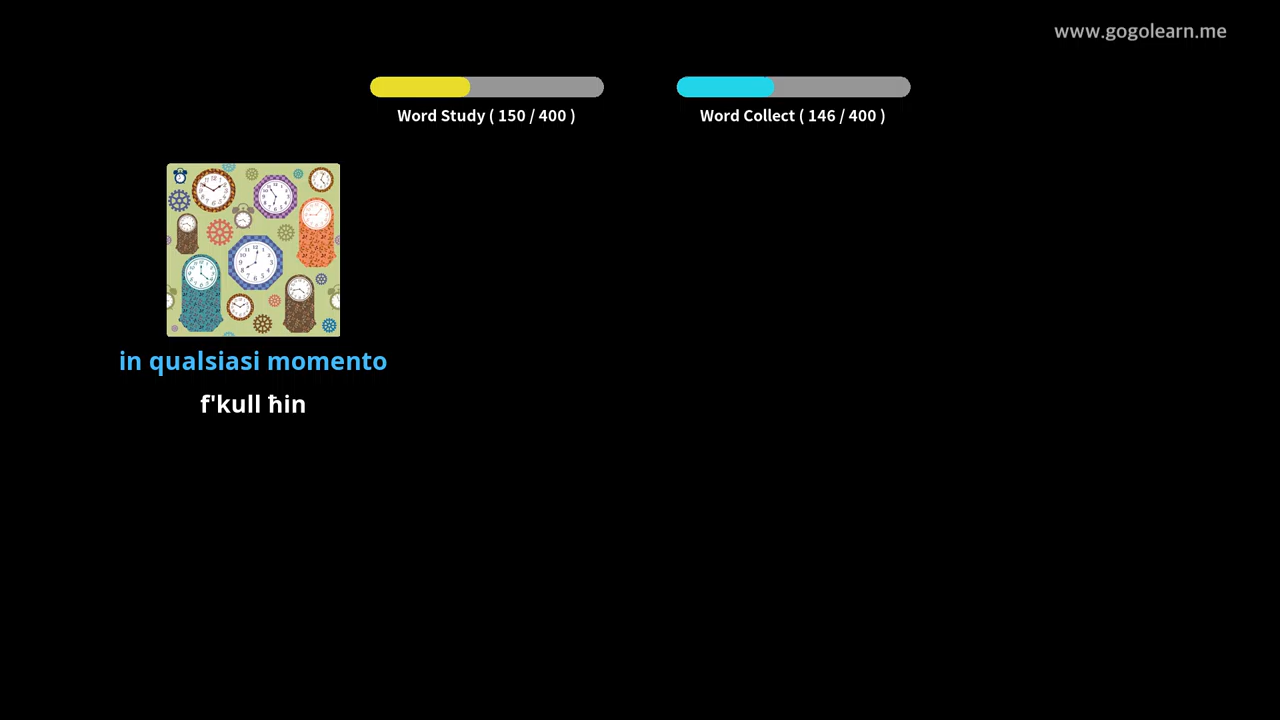 www.gogolearn.me
Word Study ( 150 / 400 )
Word Collect ( 146 / 400 )
in qualsiasi momento
f'kull ħin